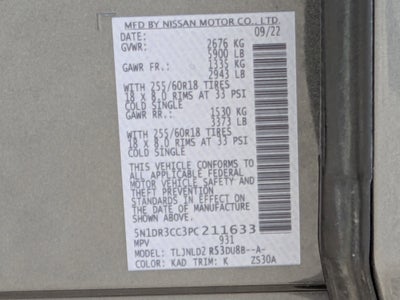 MFD BY NISSAN MOTOR CO., LTD.
DATE: 09/22
GVWR: 2676 KG
5900 LB
GAWR FR.: 1335 KG
2943 LB
WITH 255/60R18 TIRES
18 X 8.0 RIMS AT 33 PSI
COLD SINGLE
GAWR RR.: 1530 KG
3373 LB
WITH 255/60R18 TIRES
18 X 8.0 RIMS AT 33 PSI
COLD SINGLE
THIS VEHICLE CONFORMS TO
ALL APPLICABLE FEDERAL
MOTOR VEHICLE SAFETY AND
THEFT PREVENTION
STANDARDS IN EFFECT ON
THE DATE OF MANUFACTURE
SHOWN ABOVE.
5N1DR3CC3PC211633
MPV 931
MODEL: TLJNLD2 R53DU8B--A-
COLOR: KAD TRIM: K ZS30A